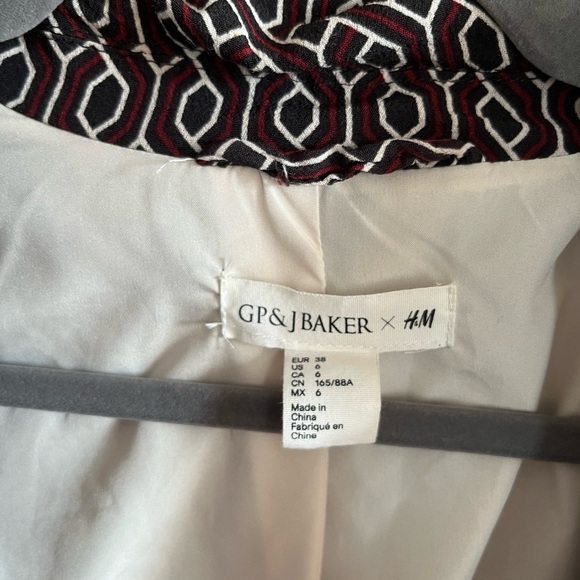 GP&J BAKER × H&M
EUR 38
US 6
CA 6
CN 165/88A
MX 6
Made in
China
Fabriqué en
Chine